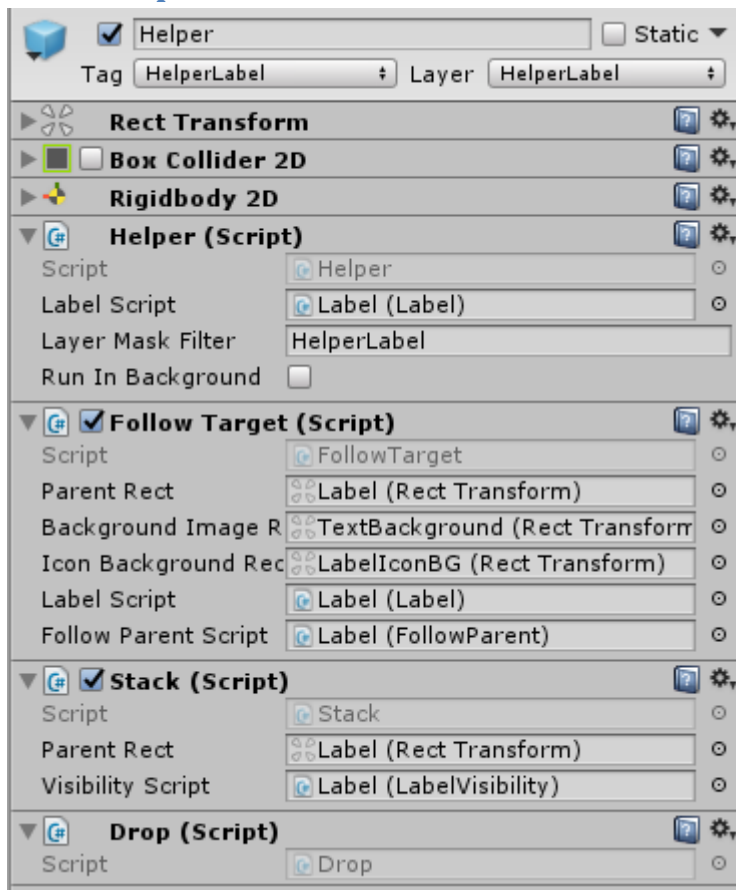 Helper Static
Tag HelperLabel Layer HelperLabel
Rect Transform
Box Collider 2D
Rigidbody 2D
Helper (Script)
Script Helper
Label Script Label (Label)
Layer Mask Filter HelperLabel
Run In Background
Follow Target (Script)
Script FollowTarget
Parent Rect Label (Rect Transform)
Background Image R TextBackground (Rect Transform
Icon Background Rec LabelIconBG (Rect Transform)
Label Script Label (Label)
Follow Parent Script Label (FollowParent)
Stack (Script)
Script Stack
Parent Rect Label (Rect Transform)
Visibility Script Label (LabelVisibility)
Drop (Script)
Script Drop